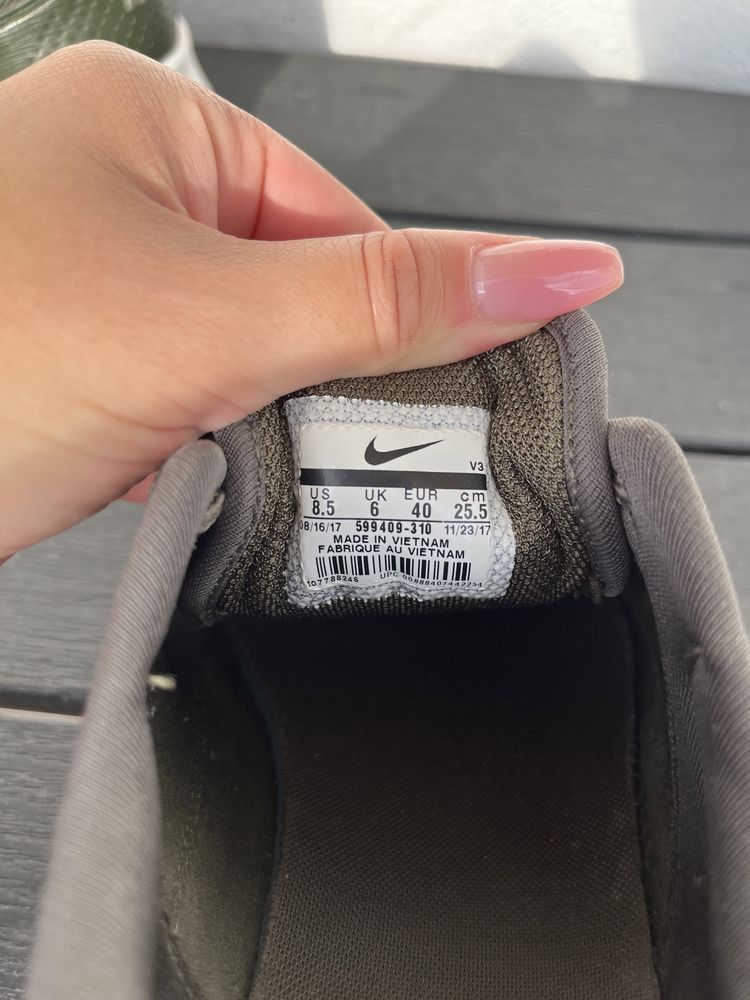 V3
US UK EUR cm
8.5 6 40 25.5
08/16/17 599409-310 11/23/17
MADE IN VIETNAM
FABRIQUE AU VIETNAM
107788246 UPC 00888407442254